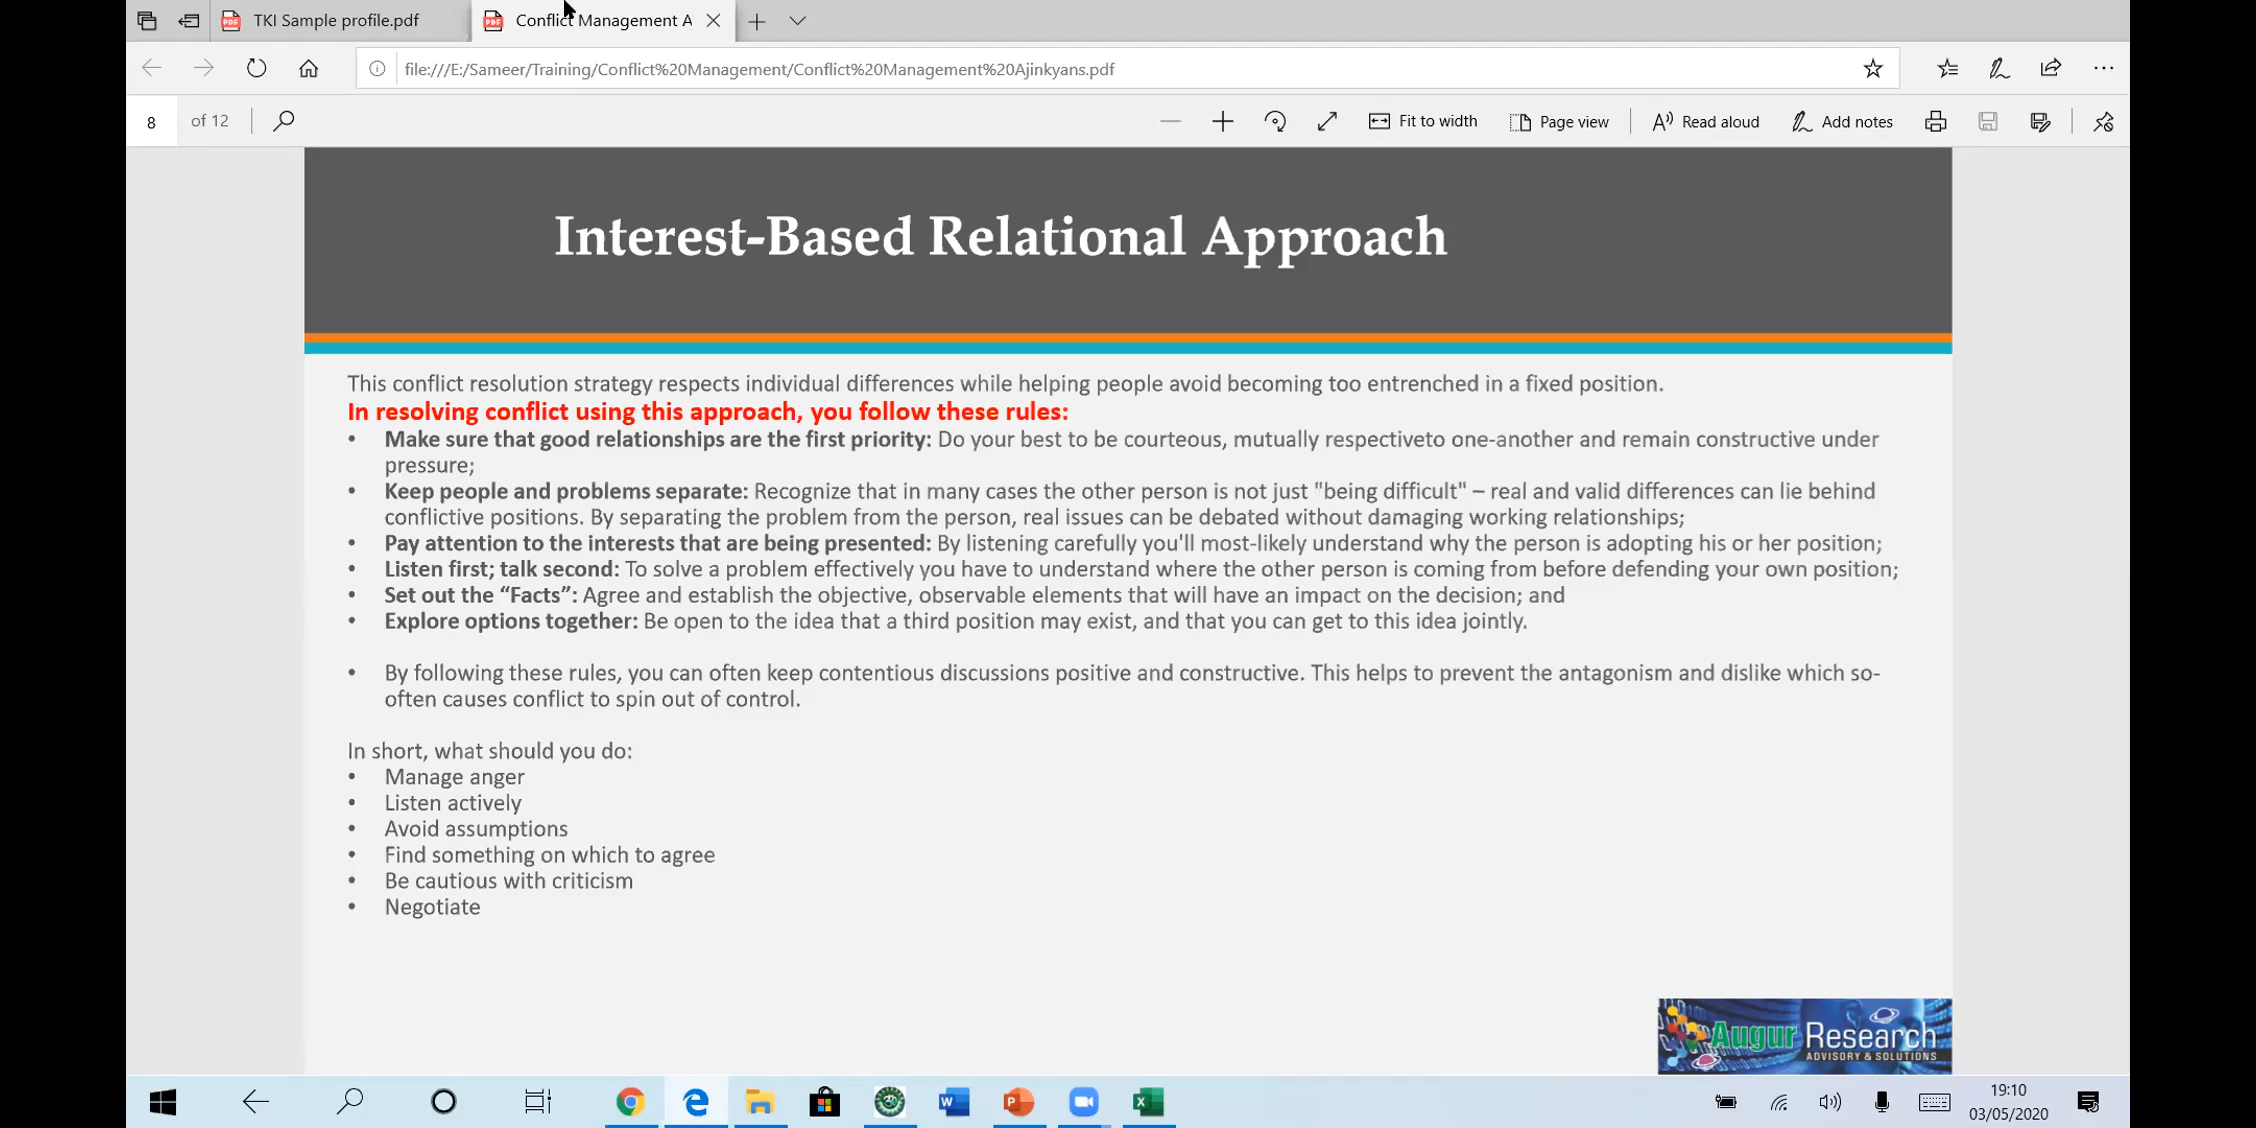 TKI Sample profile.pdf
Conflict Management A
file:///E:/Sameer/Training/Conflict%20Management/Conflict%20Management%20Ajinkyans.pdf
8 of 12
Fit to width
Page view
Read aloud
Add notes
Interest-Based Relational Approach
This conflict resolution strategy respects individual differences while helping people avoid becoming too entrenched in a fixed position.
In resolving conflict using this approach, you follow these rules:
• Make sure that good relationships are the first priority: Do your best to be courteous, mutually respectiveto one-another and remain constructive under
pressure;
• Keep people and problems separate: Recognize that in many cases the other person is not just "being difficult" – real and valid differences can lie behind
conflictive positions. By separating the problem from the person, real issues can be debated without damaging working relationships;
• Pay attention to the interests that are being presented: By listening carefully you'll most-likely understand why the person is adopting his or her position;
• Listen first; talk second: To solve a problem effectively you have to understand where the other person is coming from before defending your own position;
• Set out the “Facts”: Agree and establish the objective, observable elements that will have an impact on the decision; and
• Explore options together: Be open to the idea that a third position may exist, and that you can get to this idea jointly.
• By following these rules, you can often keep contentious discussions positive and constructive. This helps to prevent the antagonism and dislike which so-
often causes conflict to spin out of control.
In short, what should you do:
• Manage anger
• Listen actively
• Avoid assumptions
• Find something on which to agree
• Be cautious with criticism
• Negotiate
Augur Research
ADVISORY & SOLUTIONS
19:10
03/05/2020